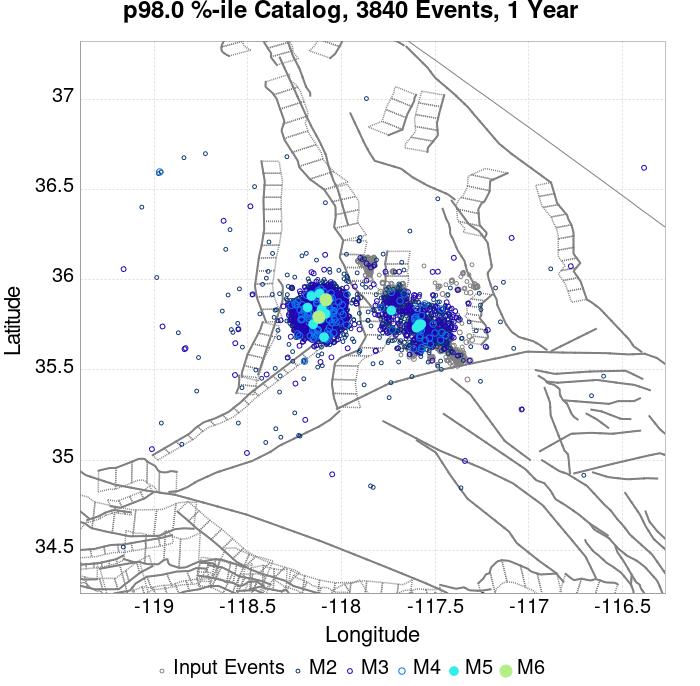 p98.0 %-ile Catalog, 3840 Events, 1 Year
37
36.5
36
35.5
35
34.5
Latitude
-119 -118.5 -118 -117.5 -117 -116.5
Longitude
Input Events M2 M3 M4 M5 M6